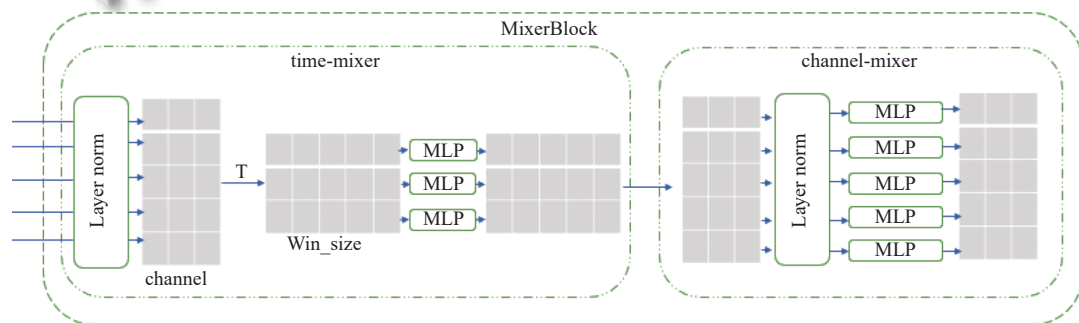 MixerBlock
time-mixer
channel-mixer
Layer norm
channel
T
Win_size
MLP
MLP
MLP
Layer norm
MLP
MLP
MLP
MLP
MLP